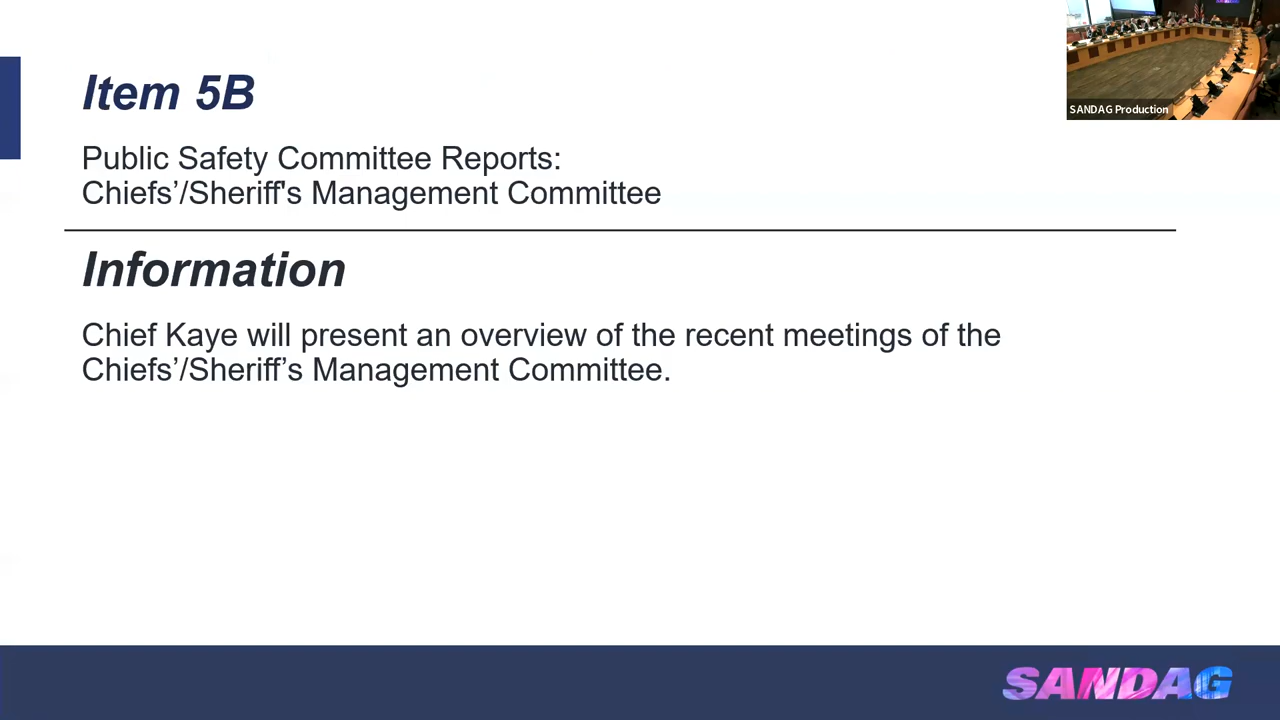 SANDAG Production
Item 5B
Public Safety Committee Reports:
Chiefs’/Sheriff's Management Committee
Information
Chief Kaye will present an overview of the recent meetings of the
Chiefs’/Sheriff’s Management Committee.
SANDAG